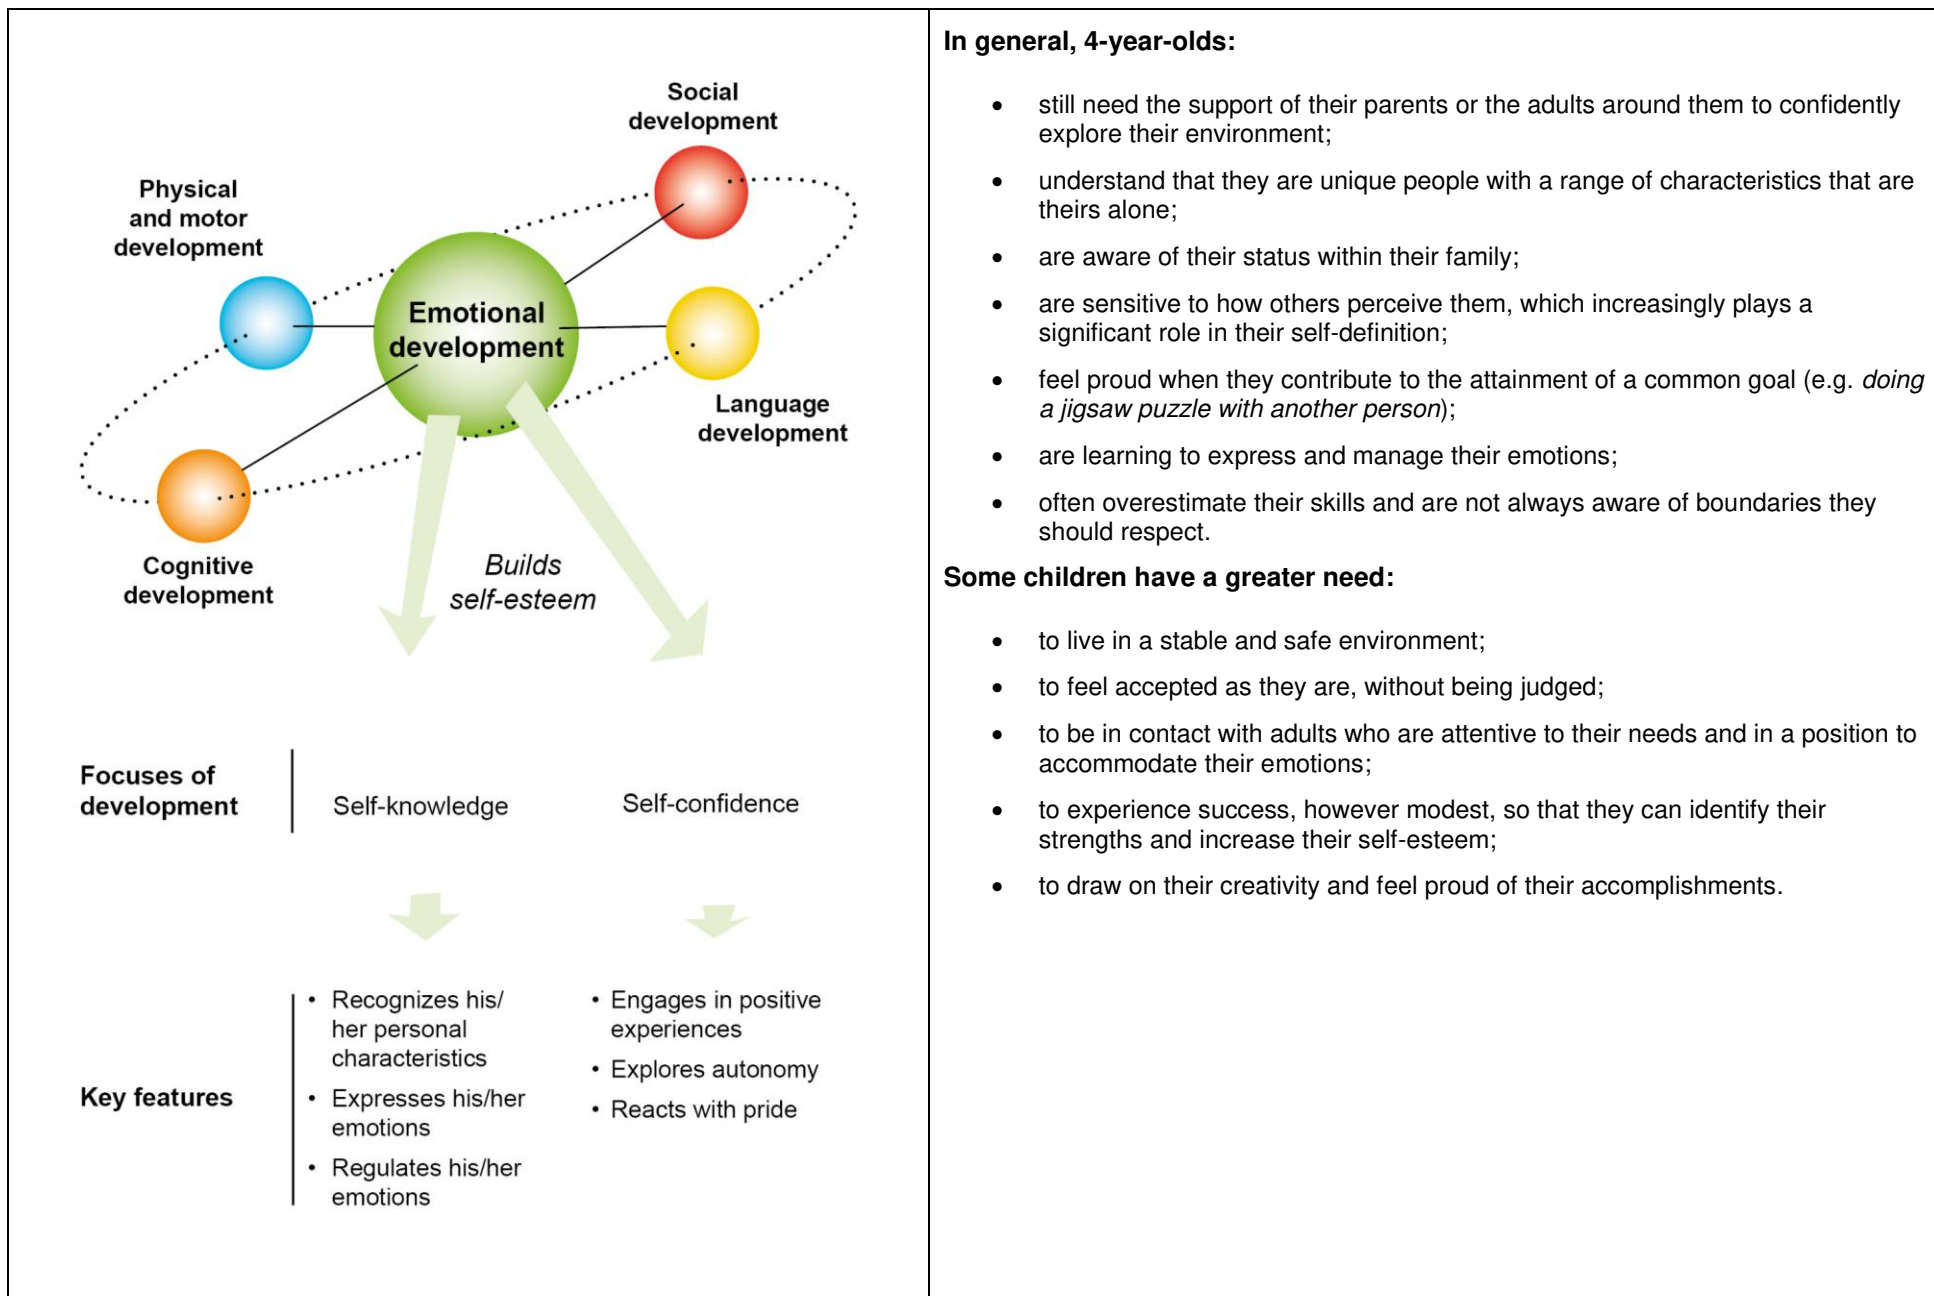 Social
development
Physical
and motor
development
Emotional
development
Language
development
Cognitive
development
Builds
self-esteem
Focuses of
development
Self-knowledge
Self-confidence
Key features
• Recognizes his/
her personal
characteristics
• Expresses his/her
emotions
• Regulates his/her
emotions
• Engages in positive
experiences
• Explores autonomy
• Reacts with pride
In general, 4-year-olds:
• still need the support of their parents or the adults around them to confidently
explore their environment;
• understand that they are unique people with a range of characteristics that are
theirs alone;
• are aware of their status within their family;
• are sensitive to how others perceive them, which increasingly plays a
significant role in their self-definition;
• feel proud when they contribute to the attainment of a common goal (e.g. doing
a jigsaw puzzle with another person);
• are learning to express and manage their emotions;
• often overestimate their skills and are not always aware of boundaries they
should respect.
Some children have a greater need:
• to live in a stable and safe environment;
• to feel accepted as they are, without being judged;
• to be in contact with adults who are attentive to their needs and in a position to
accommodate their emotions;
• to experience success, however modest, so that they can identify their
strengths and increase their self-esteem;
• to draw on their creativity and feel proud of their accomplishments.